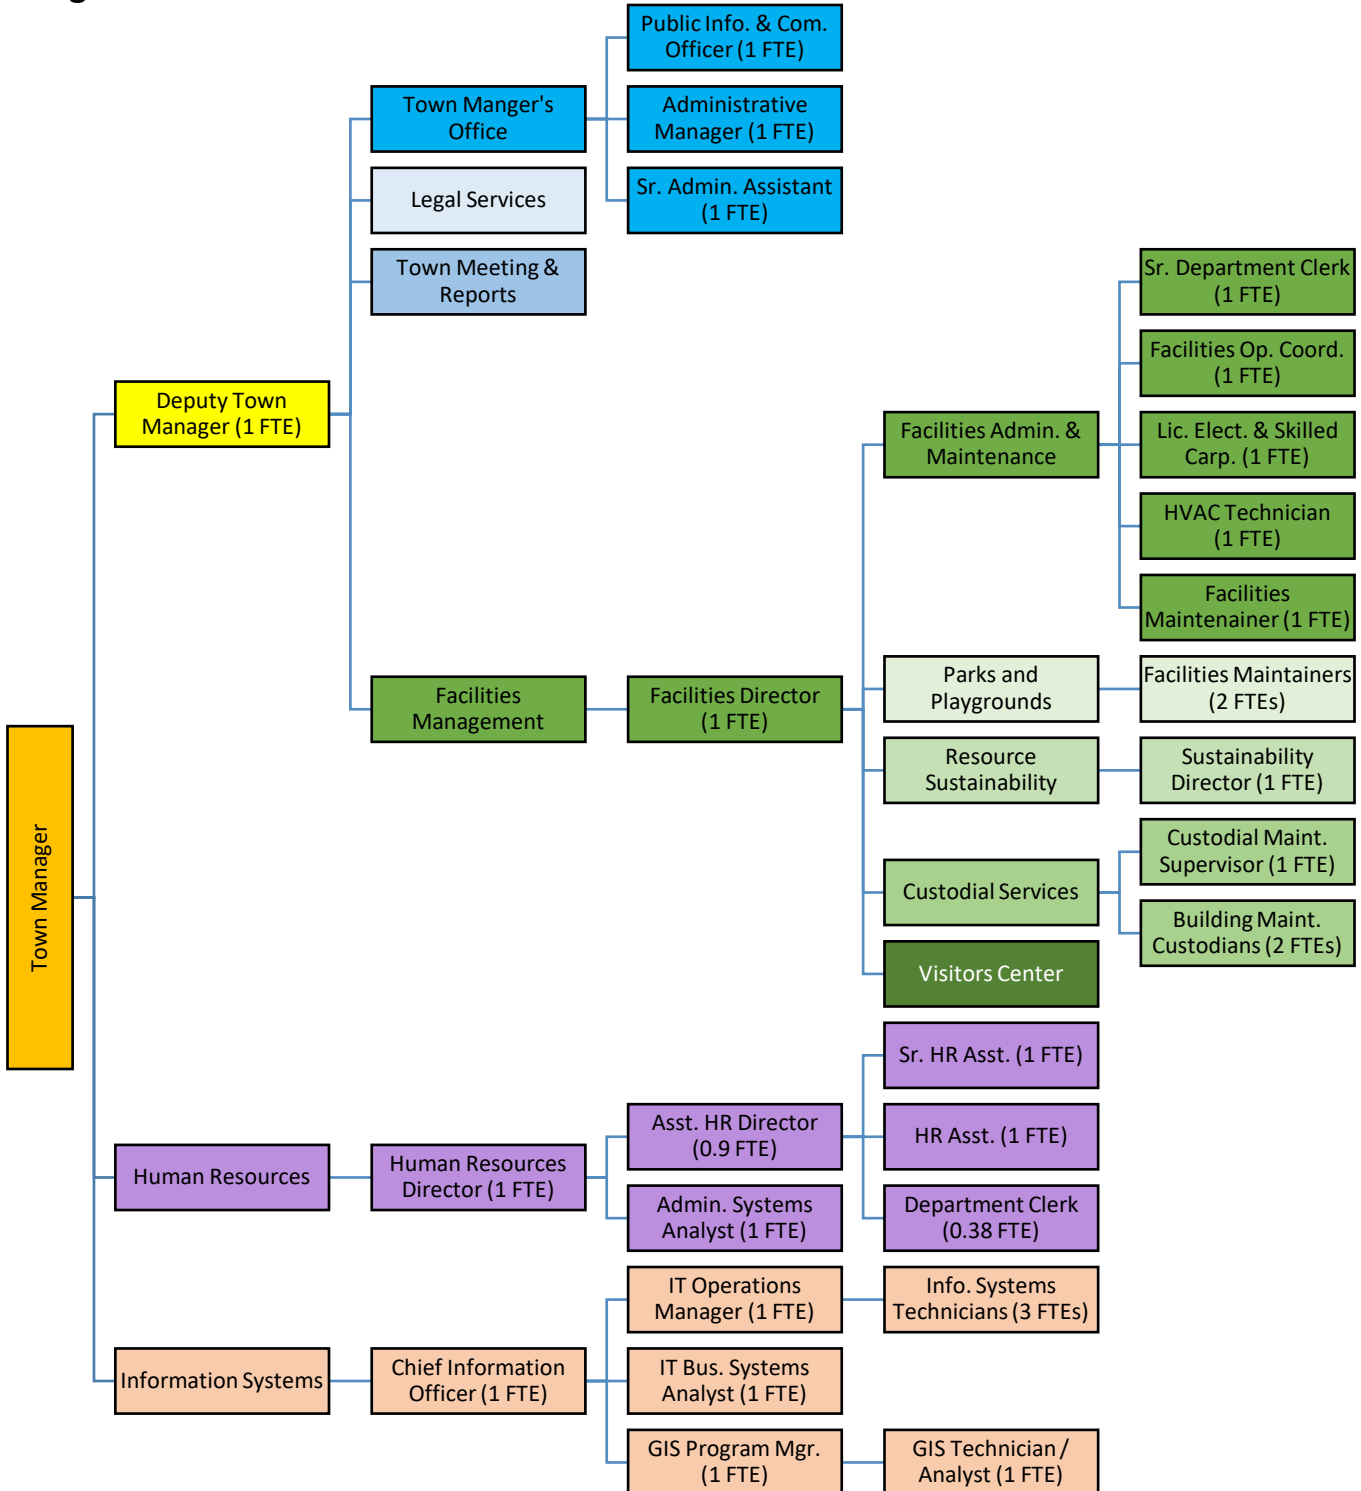 Public Info. & Com.
Officer (1 FTE)
Town Manger's
Office
Administrative
Manager (1 FTE)
Legal Services
Sr. Admin. Assistant
(1 FTE)
Town Meeting &
Reports
Sr. Department Clerk
(1 FTE)
Facilities Op. Coord.
(1 FTE)
Deputy Town
Manager (1 FTE)
Facilities Admin. &
Maintenance
Lic. Elect. & Skilled
Carp. (1 FTE)
HVAC Technician
(1 FTE)
Facilities
Maintenainer (1 FTE)
Facilities
Management
Facilities Director
(1 FTE)
Parks and
Playgrounds
Facilities Maintainers
(2 FTEs)
Resource
Sustainability
Sustainability
Director (1 FTE)
Custodial Services
Custodial Maint.
Supervisor (1 FTE)
Building Maint.
Custodians (2 FTEs)
Visitors Center
Town Manager
Human Resources
Human Resources
Director (1 FTE)
Asst. HR Director
(0.9 FTE)
Sr. HR Asst. (1 FTE)
HR Asst. (1 FTE)
Department Clerk
(0.38 FTE)
Admin. Systems
Analyst (1 FTE)
Information Systems
Chief Information
Officer (1 FTE)
IT Operations
Manager (1 FTE)
Info. Systems
Technicians (3 FTEs)
IT Bus. Systems
Analyst (1 FTE)
GIS Program Mgr.
(1 FTE)
GIS Technician /
Analyst (1 FTE)